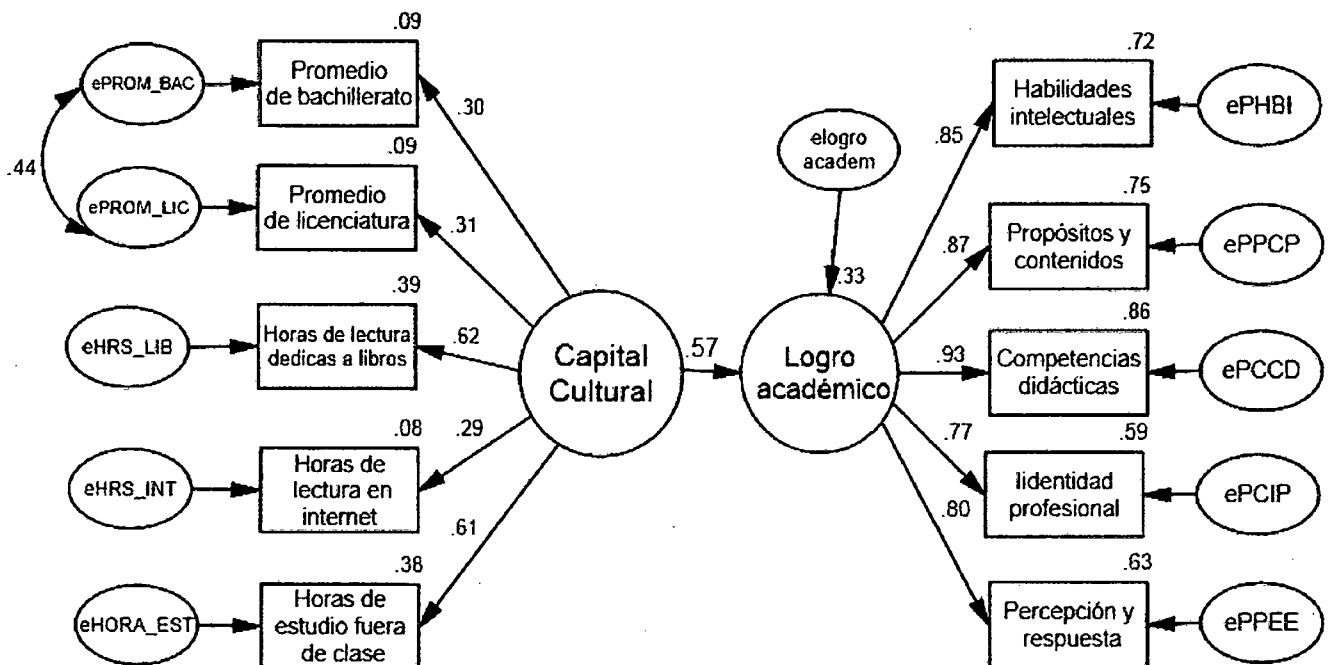 .09
ePROM_BAC
Promedio
de bachillerato
.30
.44
.09
ePROM_LIC
Promedio
de licenciatura
.31
.39
eHRS_LIB
Horas de lectura
dedicas a libros
.62
.08
eHRS_INT
Horas de
lectura en
internet
.29
.38
eHORA_EST
Horas de
estudio fuera
de clase
.61
Capital
Cultural
.57
elogro
academ
.33
Logro
académico
.72
.85
Habilidades
intelectuales
ePHBI
.75
.87
Propósitos y
contenidos
ePPCP
.86
.93
Competencias
didácticas
ePCCD
.59
.77
Iidentidad
profesional
ePCIP
.63
.80
Percepción y
respuesta
ePPEE